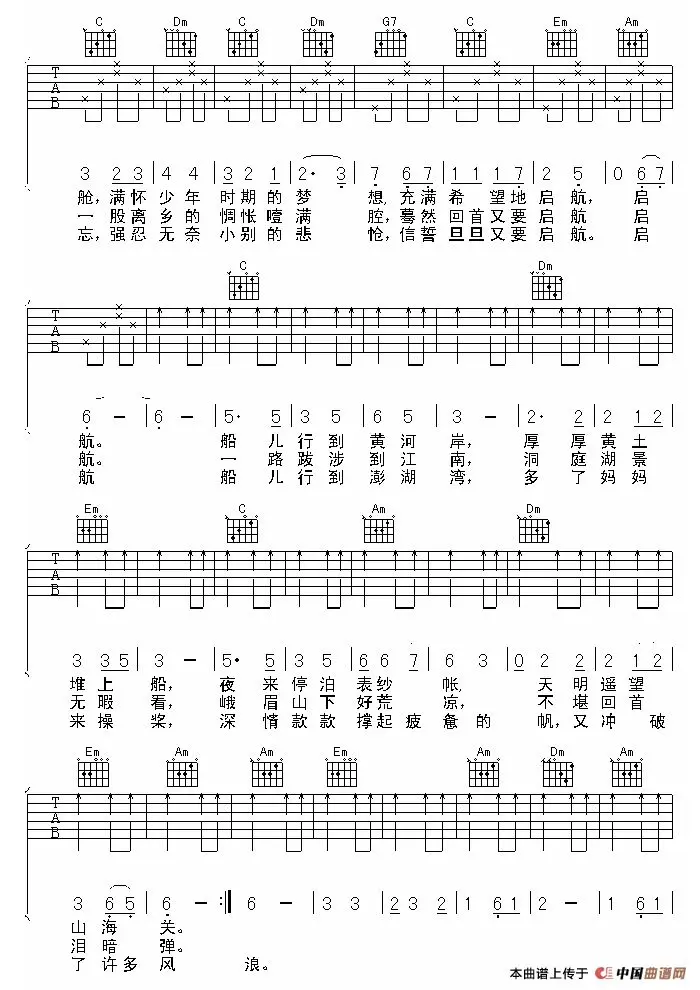 C Dm C Dm G7 C Em Am
T A B
3 2 3 4 4 3 2 1 2· 3 7 6 7 1 1 1 7 2 5 0 6 7
舱，满怀少年时期的梦 想，充满希望地启航，启
一股离乡的惆怅噎满 腔，蓦然回首又要启航 启
忘，强忍无奈小别的悲 怆，信誓旦旦又要启航。启
C Dm
T A B
6 — 6 — 5· 5 3 5 6 5 3 — 2· 2 2 1 2
航。 船儿行到黄河岸，厚厚黄土
航。 一路跋涉到江南，洞庭湖景
航 船儿行到澎湖湾，多了妈妈
Em C Am Dm
T A B
3 3 5 3 — 5· 5 3 5 6 6 7 6 3 0 2 2 1 2
堆上船，夜来停泊表纱帐， 天明遥望
无暇看，峨眉山下好荒凉， 不堪回首
来操桨，深情款款撑起疲惫的帆，又冲破
Em Am Am Em Am Dm Am
T A B
3 6 5 6 — :‖ 6 — 3 3 2 3 2 1 6 1 2 — 1 6 1
山海关。
泪暗弹。
了许多风 浪。
本曲谱上传于 中国曲谱网